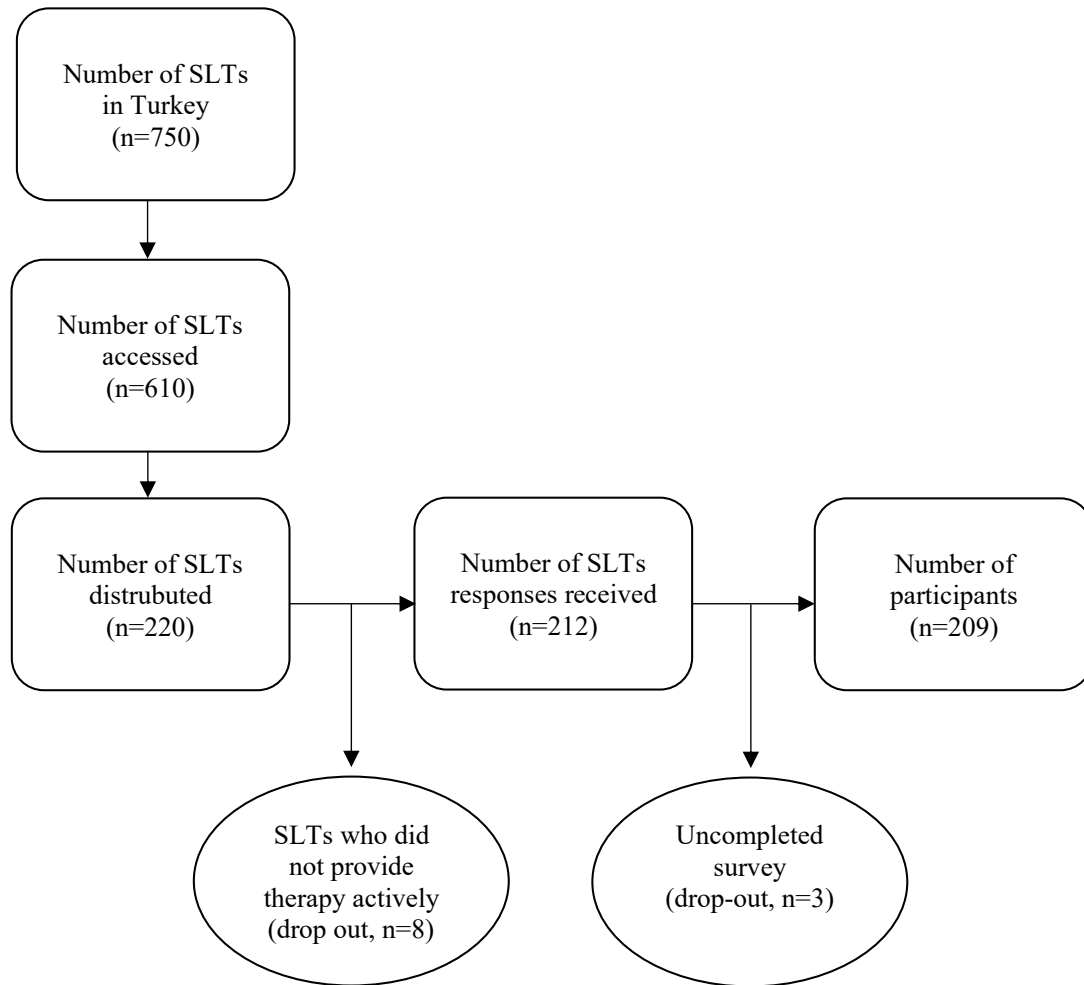 Number of SLTs
in Turkey
(n=750)
Number of SLTs
accessed
(n=610)
Number of SLTs
distrubuted
(n=220)
Number of SLTs
responses received
(n=212)
Number of
participants
(n=209)
SLTs who did
not provide
therapy actively
(drop out, n=8)
Uncompleted
survey
(drop-out, n=3)